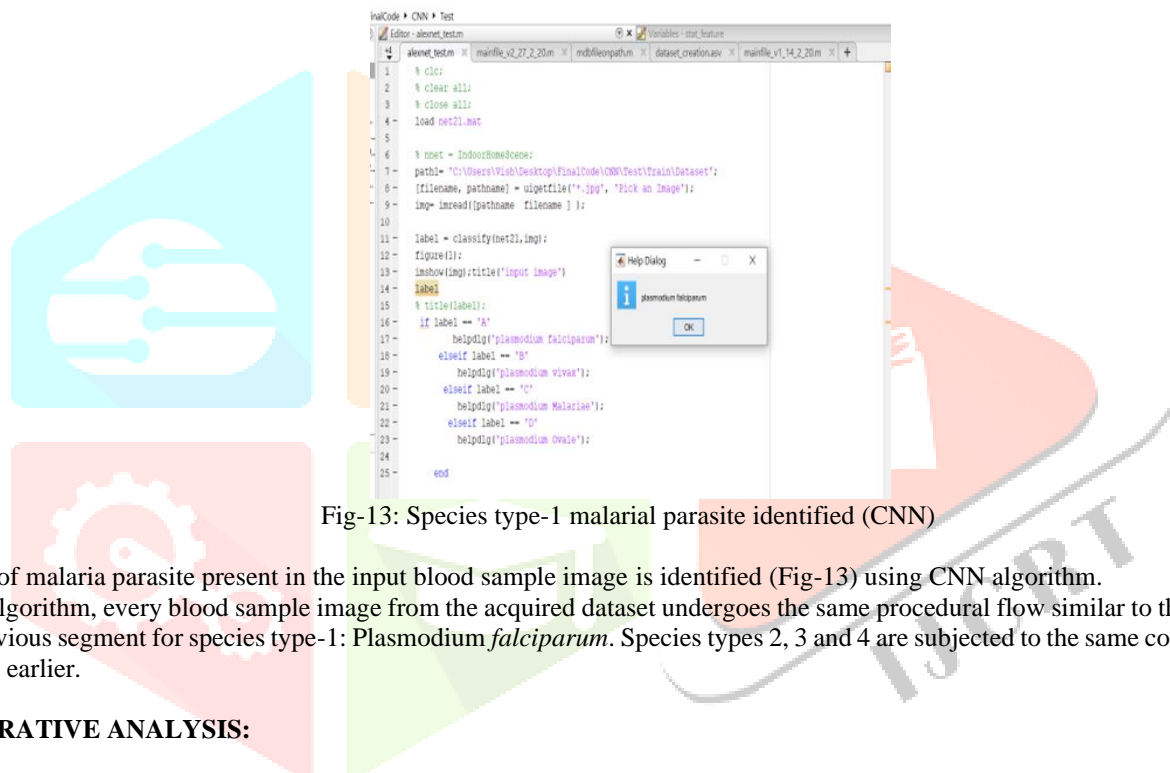 inalCode ▸ CNN ▸ Test
Editor - alexnet_test.m
Variables - stat_feature
alexnet_test.m × mainfile_v2_27_2_20.m × mdbfileonpath.m × dataset_creation.asv × mainfile_v1_14_2_20.m × +
1 % clc;
2 % clear all;
3 % close all;
4 - load net21.mat
5
6 % nnet = IndoorHomeScene;
7 - path1= 'C:\Users\Vish\Desktop\FinalCode\CNN\Test\Train\Dataset';
8 - [filename, pathname] = uigetfile('*.jpg', 'Pick an Image');
9 - img= imread([pathname filename ] );
10
11 - label = classify(net21,img);
12 - figure(1);
13 - imshow(img);title('input image')
14 - label
15 % title(label);
16 - if label == 'A'
17 - helpdlg('plasmodium falciparum');
18 - elseif label == 'B'
19 - helpdlg('plasmodium vivax');
20 - elseif label == 'C'
21 - helpdlg('plasmodium Malariae');
22 - elseif label == 'D'
23 - helpdlg('plasmodium Ovale');
24
25 - end
Help Dialog
plasmodium falciparum
OK
Fig-13: Species type-1 malarial parasite identified (CNN)
of malaria parasite present in the input blood sample image is identified (Fig-13) using CNN algorithm.
lgorithm, every blood sample image from the acquired dataset undergoes the same procedural flow similar to th
vious segment for species type-1: Plasmodium falciparum. Species types 2, 3 and 4 are subjected to the same co
earlier.
RATIVE ANALYSIS:
IJCRT